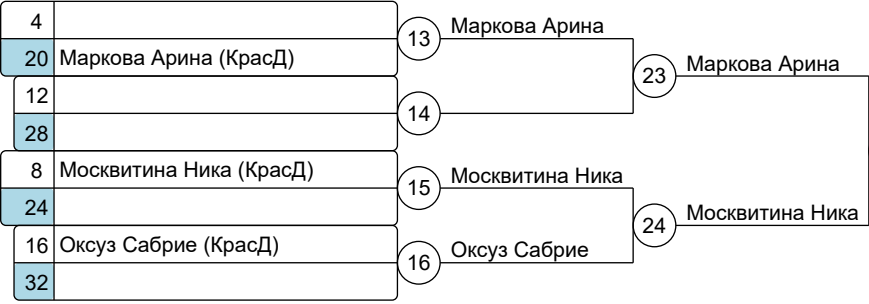 4
20 Маркова Арина (КрасД)
13
Маркова Арина
12
28
14
23
Маркова Арина
8 Москвитина Ника (КрасД)
24
15
Москвитина Ника
16 Оксуз Сабрие (КрасД)
32
16
Оксуз Сабрие
24
Москвитина Ника